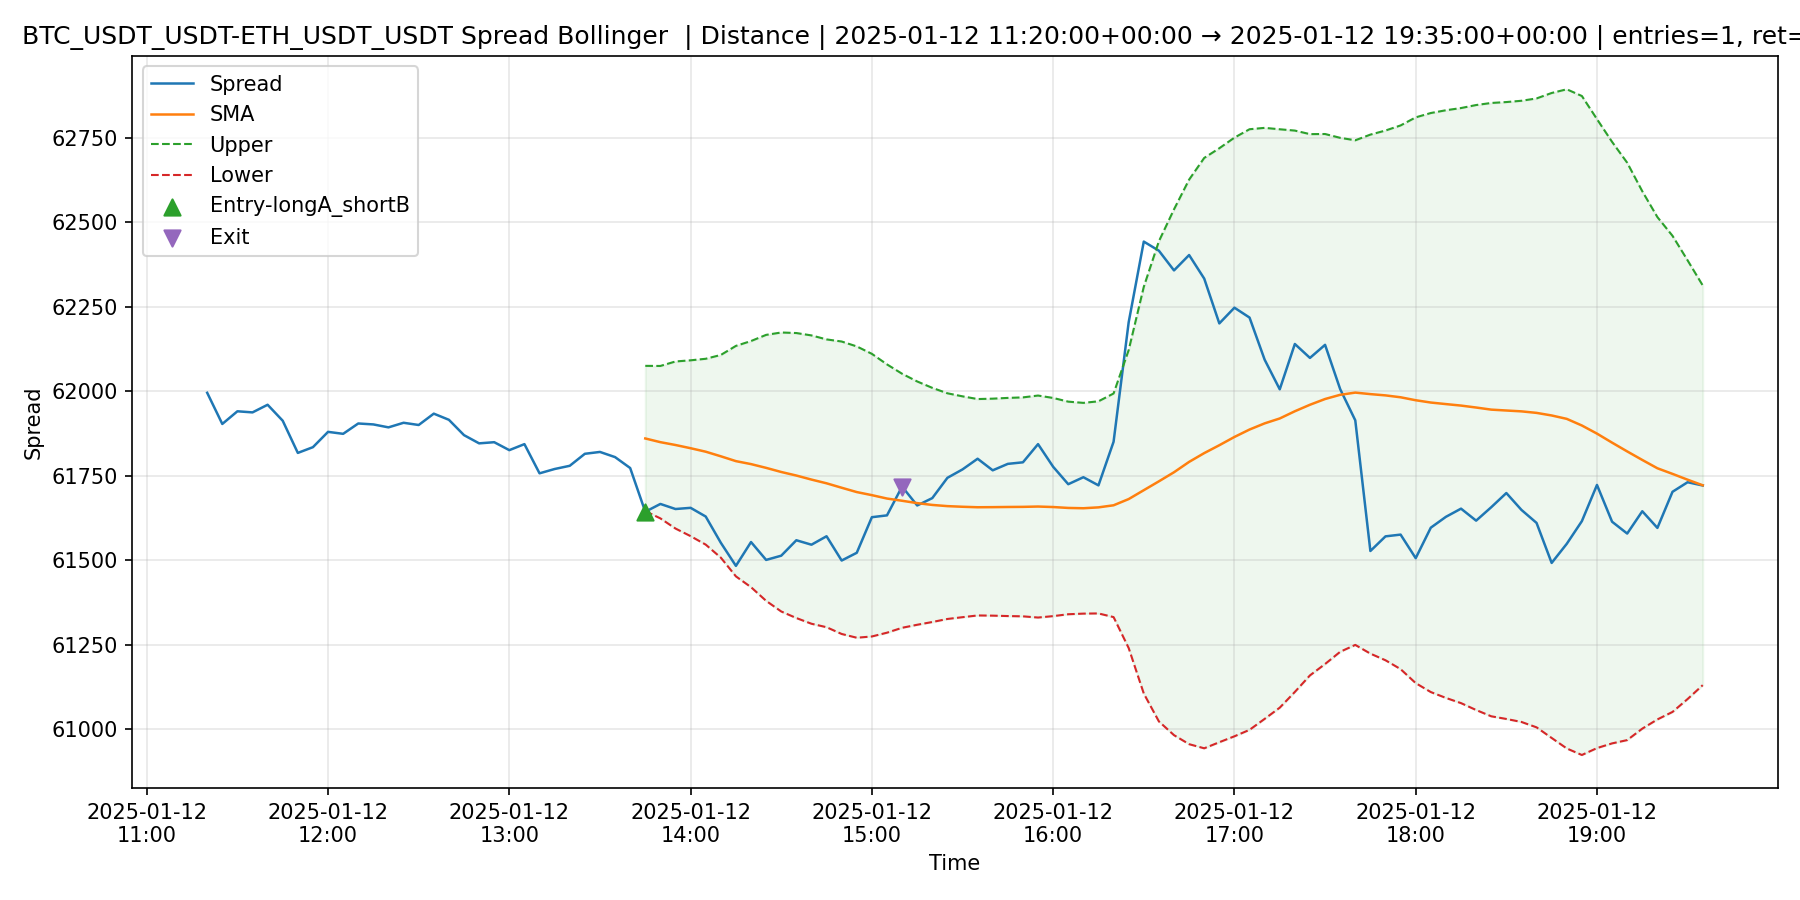 BTC_USDT_USDT-ETH_USDT_USDT Spread Bollinger | Distance | 2025-01-12 11:20:00+00:00 → 2025-01-12 19:35:00+00:00 | entries=1, ret=
Spread
SMA
Upper
Lower
Entry-longA_shortB
Exit
62750
62500
62250
62000
61750
61500
61250
61000
Spread
2025-01-12
11:00
2025-01-12
12:00
2025-01-12
13:00
2025-01-12
14:00
2025-01-12
15:00
2025-01-12
16:00
2025-01-12
17:00
2025-01-12
18:00
2025-01-12
19:00
Time